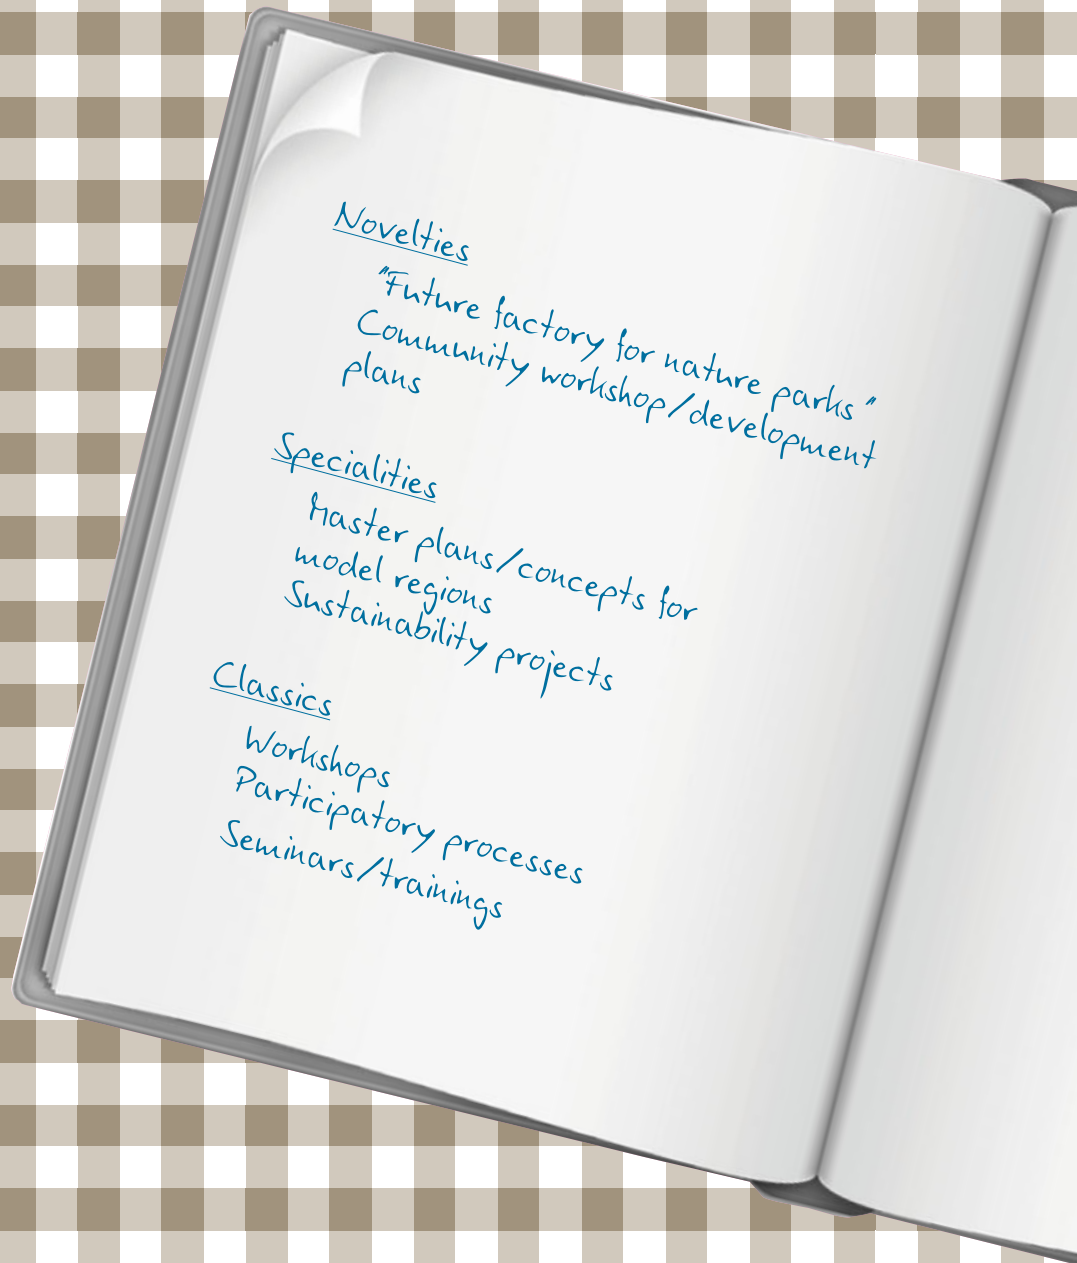 Novelties
"Future factory for nature parks"
Community workshop/development
plans
Specialities
Master plans/concepts for
model regions
Sustainability projects
Classics
Workshops
Participatory processes
Seminars/trainings